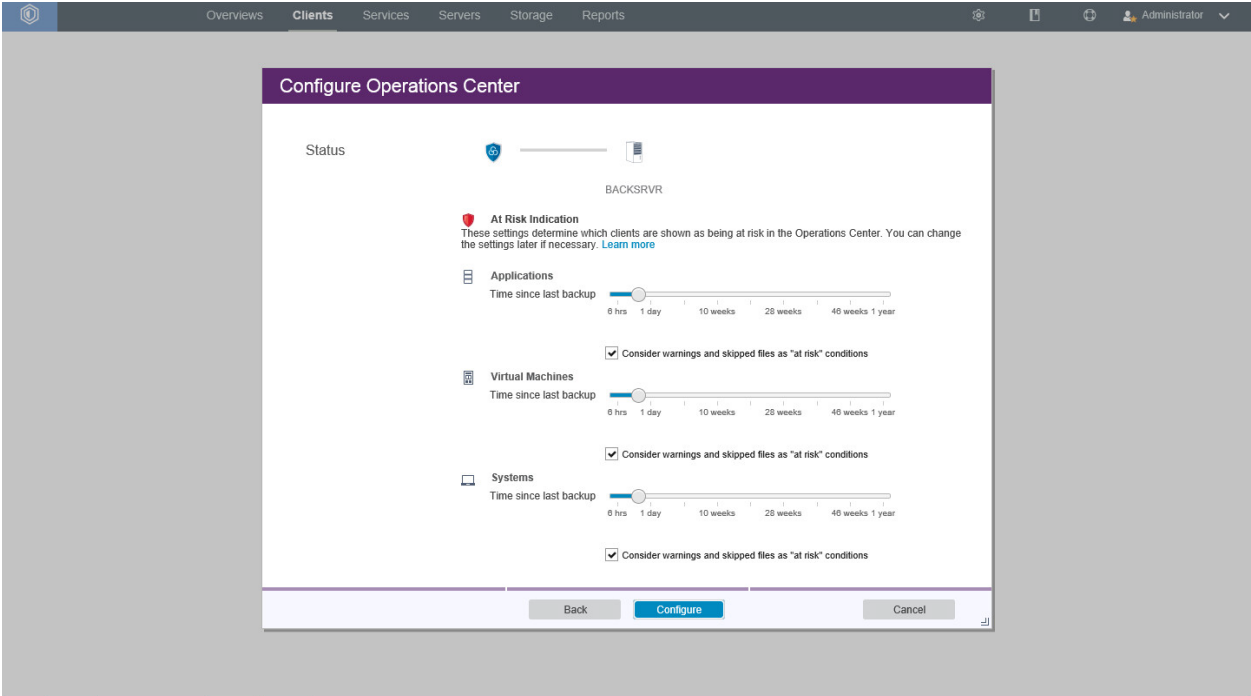 Overviews Clients Services Servers Storage Reports Administrator
Configure Operations Center
Status
BACKSRVR
At Risk Indication
These settings determine which clients are shown as being at risk in the Operations Center. You can change
the settings later if necessary. Learn more
Applications
Time since last backup
6 hrs 1 day 10 weeks 28 weeks 46 weeks 1 year
Consider warnings and skipped files as "at risk" conditions
Virtual Machines
Time since last backup
6 hrs 1 day 10 weeks 28 weeks 46 weeks 1 year
Consider warnings and skipped files as "at risk" conditions
Systems
Time since last backup
6 hrs 1 day 10 weeks 28 weeks 46 weeks 1 year
Consider warnings and skipped files as "at risk" conditions
Back Configure Cancel